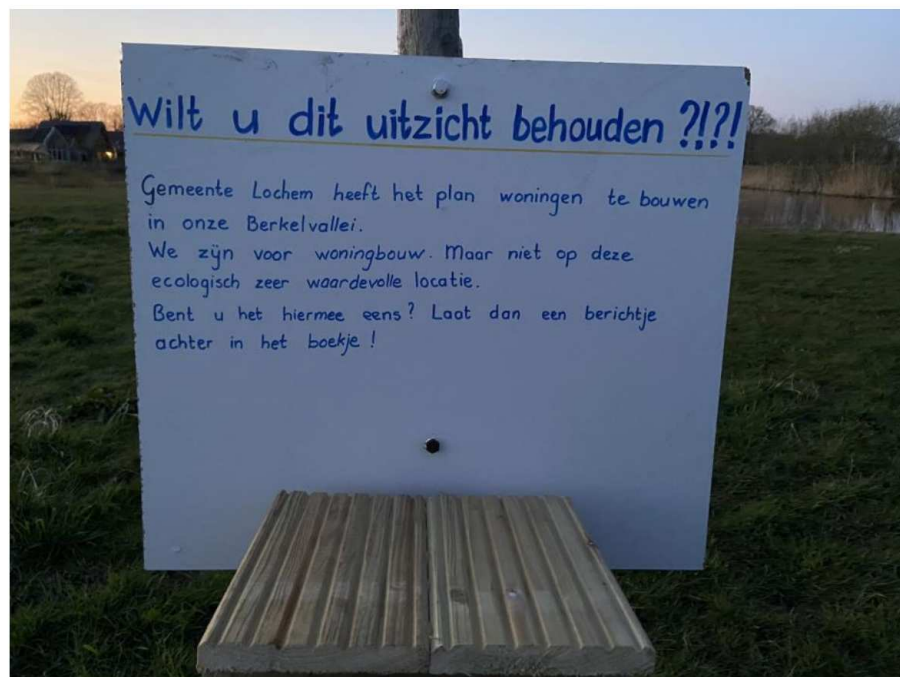 Wilt u dit uitzicht behouden ?!?!
Gemeente Lochem heeft het plan woningen te bouwen
in onze Berkelvallei.
We zijn voor woningbouw. Maar niet op deze
ecologisch zeer waardevolle locatie.
Bent u het hiermee eens? Laat dan een berichtje
achter in het boekje !